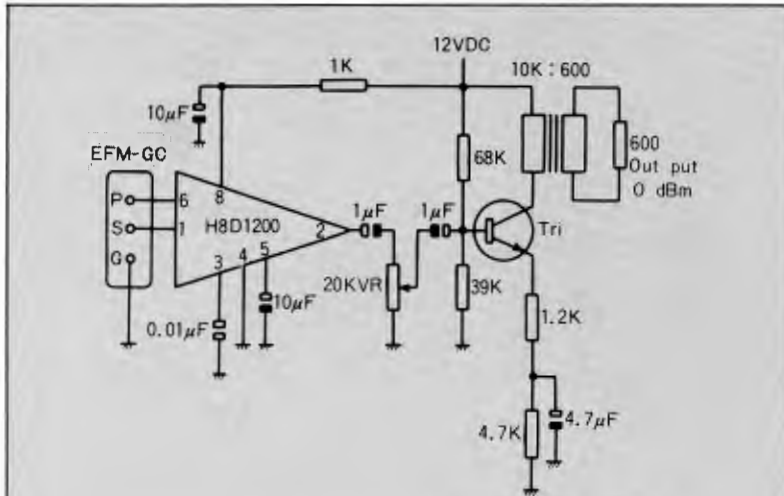 12VDC
1K
10K : 600
10μF
EFM-GC
68K
600
Out put
0 dBm
P
6
8
S
1
H8D1200
2
1μF
1μF
Tri
G
3
4
5
20KVR
39K
0.01μF
10μF
1.2K
4.7K
4.7μF